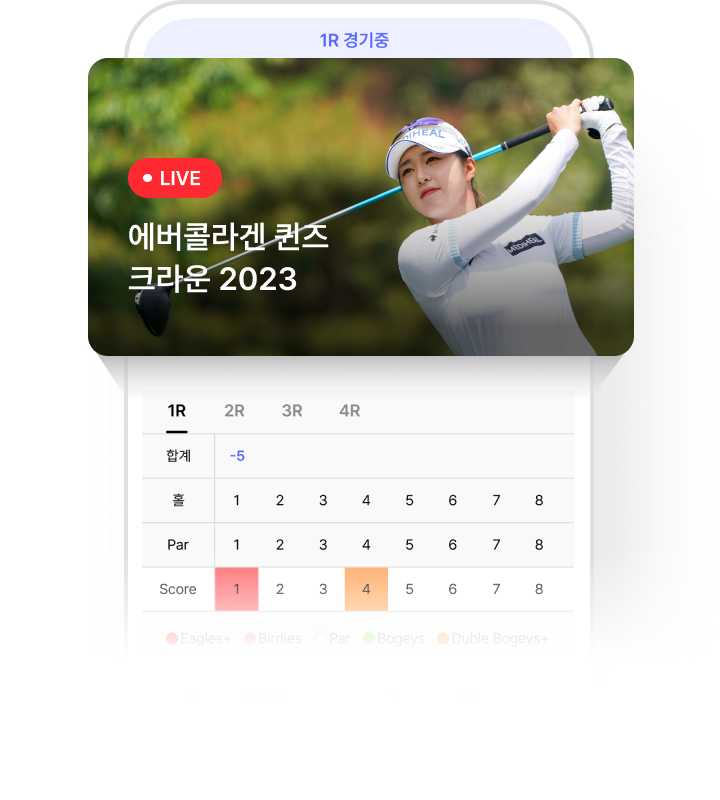 1R 경기중
MEDIHEAL
LIVE
에버콜라겐 퀸즈
크라운 2023
1R 2R 3R 4R
합계 -5
홀 1 2 3 4 5 6 7 8
Par 1 2 3 4 5 6 7 8
Score 1 2 3 4 5 6 7 8
Eagles+ Birdies Par Bogeys Duble Bogeys+